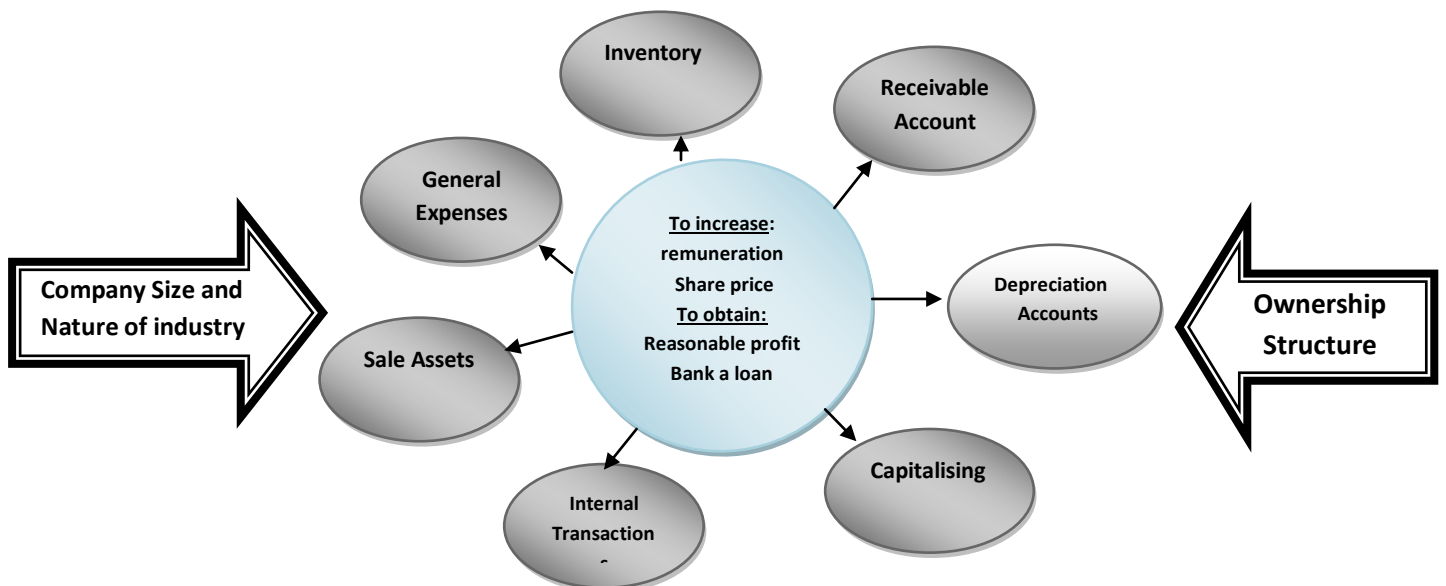 Inventory
Receivable
Account
General
Expenses
To increase:
remuneration
Share price
To obtain:
Reasonable profit
Bank a loan
Depreciation
Accounts
Company Size and
Nature of industry
Ownership
Structure
Sale Assets
Capitalising
Internal
Transaction